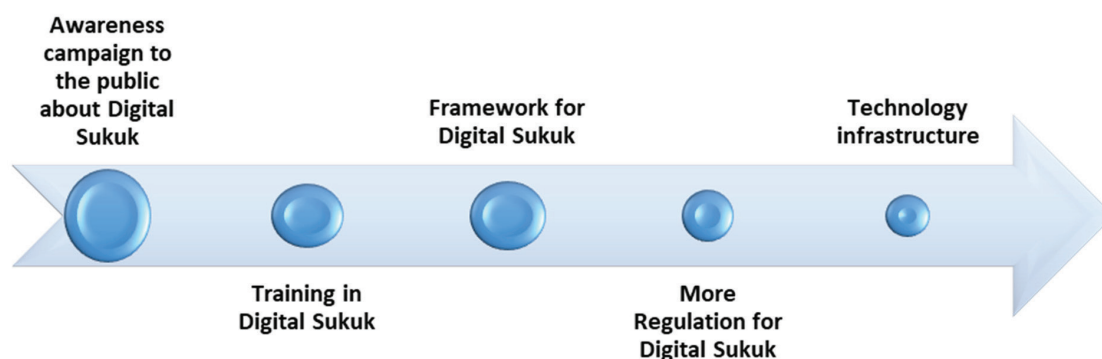 Awareness
campaign to
the public
about Digital
Sukuk
Training in
Digital Sukuk
Framework for
Digital Sukuk
More
Regulation for
Digital Sukuk
Technology
infrastructure